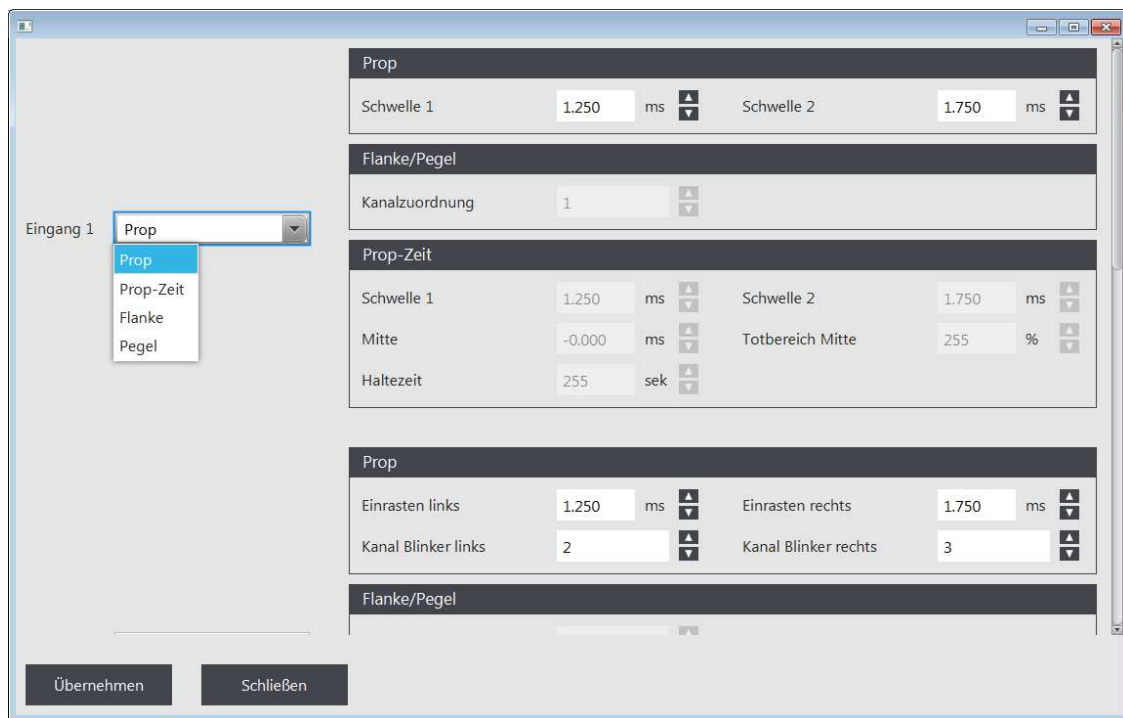 Prop
Schwelle 1 1.250 ms Schwelle 2 1.750 ms
Flanke/Pegel
Kanalzuordnung 1
Eingang 1 Prop
Prop
Prop-Zeit
Flanke
Pegel
Prop-Zeit
Schwelle 1 1.250 ms Schwelle 2 1.750 ms
Mitte -0.000 ms Totbereich Mitte 255 %
Haltezeit 255 sek
Prop
Einrasten links 1.250 ms Einrasten rechts 1.750 ms
Kanal Blinker links 2 Kanal Blinker rechts 3
Flanke/Pegel
Übernehmen Schließen